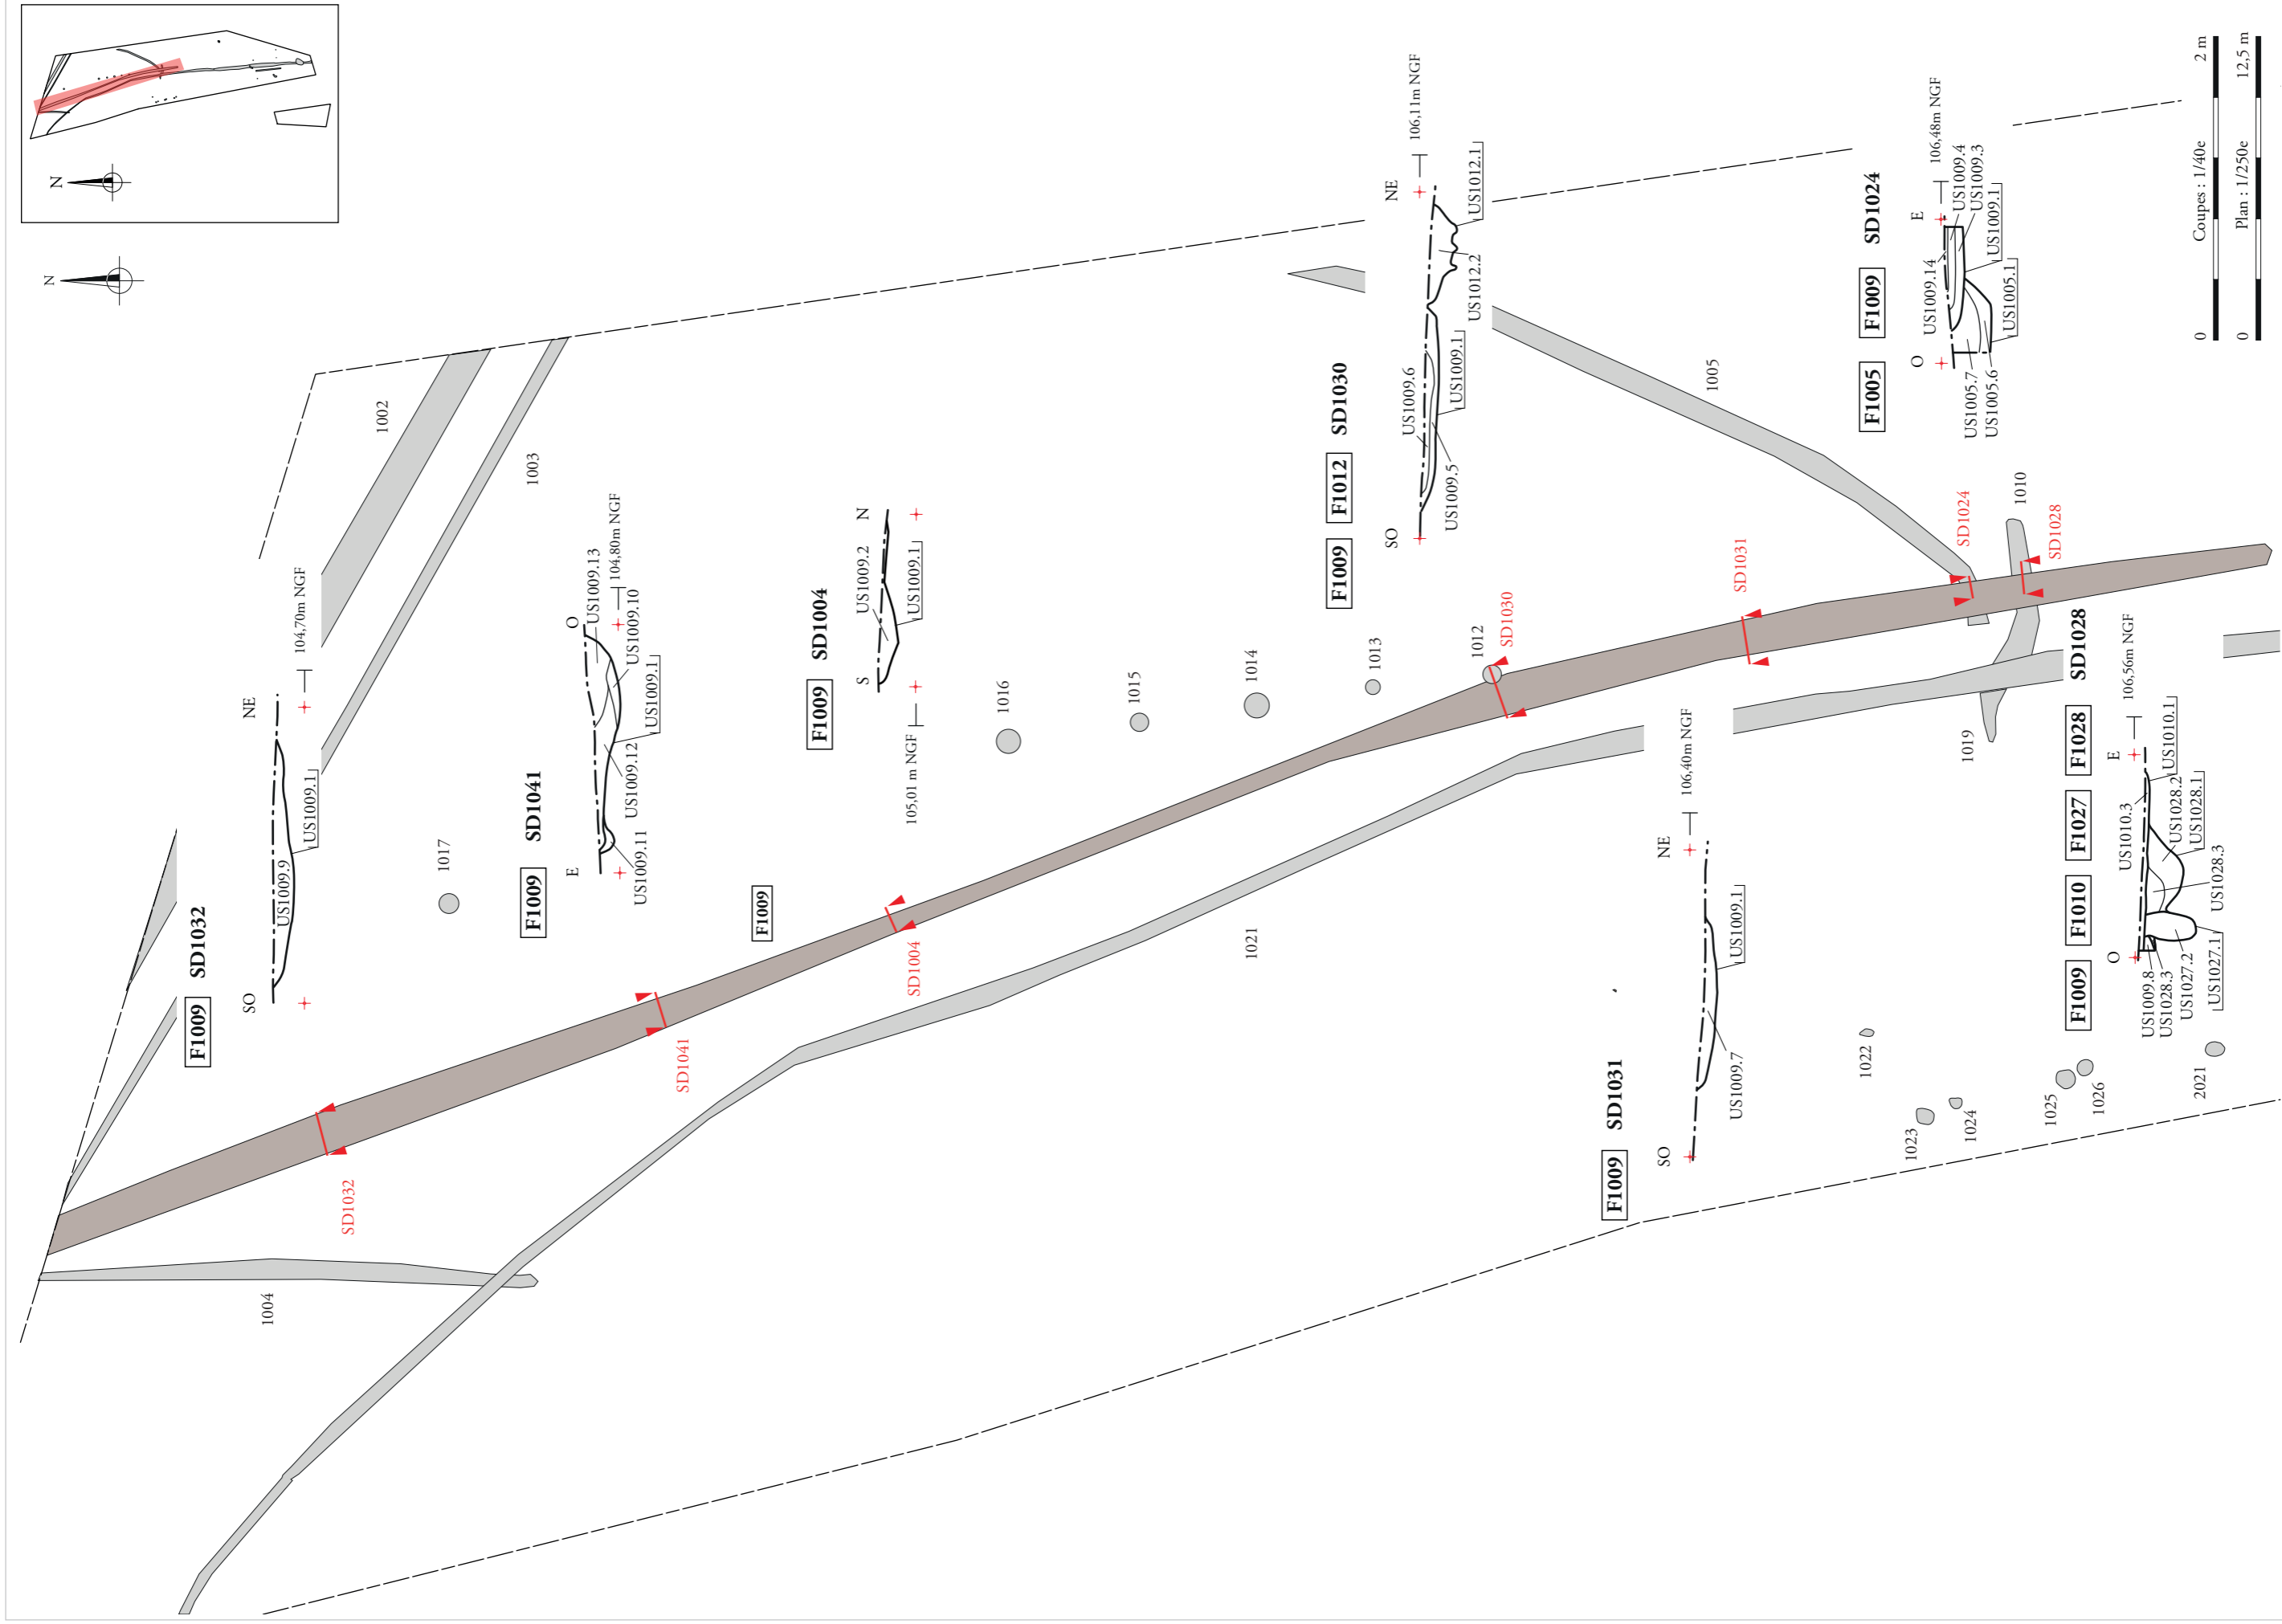 N
N
1002
1003
F1009 SD1032
SO
NE
104,70m NGF
US1009.9
US1009.1
1017
F1009 SD1041
E
O
104,80m NGF
US1009.13
US1009.10
US1009.1
US1009.12
US1009.11
F1009
F1009 SD1004
S
N
105,01 m NGF
US1009.2
US1009.1
1016
1015
1014
1013
1012
F1009 F1012 SD1030
SO
NE
106,11m NGF
US1009.6
US1009.5
US1009.1
US1012.2
US1012.1
1005
F1005 F1009 SD1024
O
E
106,48m NGF
US1009.14
US1009.4
US1009.3
US1009.1
US1005.7
US1005.6
US1005.1
SD1032
SD1041
SD1004
SD1030
SD1031
SD1024
SD1028
1004
1021
1010
1019
F1009 SD1031
SO
NE
106,40m NGF
US1009.7
US1009.1
1022
1023
1024
1025
1026
2021
F1009 F1010 F1027 F1028 SD1028
O
E
106,56m NGF
US1010.3
US1010.1
US1028.2
US1028.1
US1028.3
US1009.8
US1028.3
US1027.2
US1027.1
0
Coupes : 1/40e
2 m
0
Plan : 1/250e
12,5 m